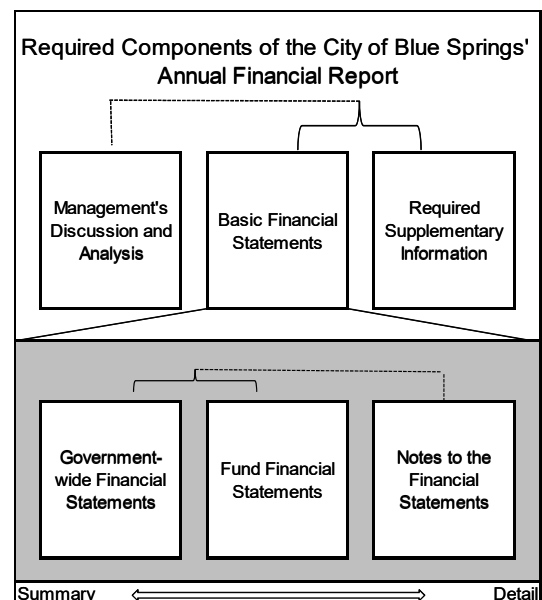 Required Components of the City of Blue Springs'
Annual Financial Report
Management's
Discussion and
Analysis
Basic Financial
Statements
Required
Supplementary
Information
Government-
wide Financial
Statements
Fund Financial
Statements
Notes to the
Financial
Statements
Summary
Detail